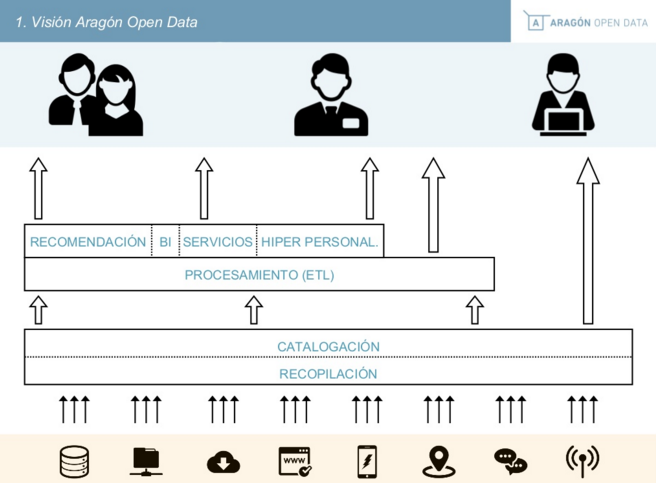 1. Visión Aragón Open Data
A ARAGÓN OPEN DATA
RECOMENDACIÓN BI SERVICIOS HIPER PERSONAL.
PROCESAMIENTO (ETL)
CATALOGACIÓN
RECOPILACIÓN
WWW